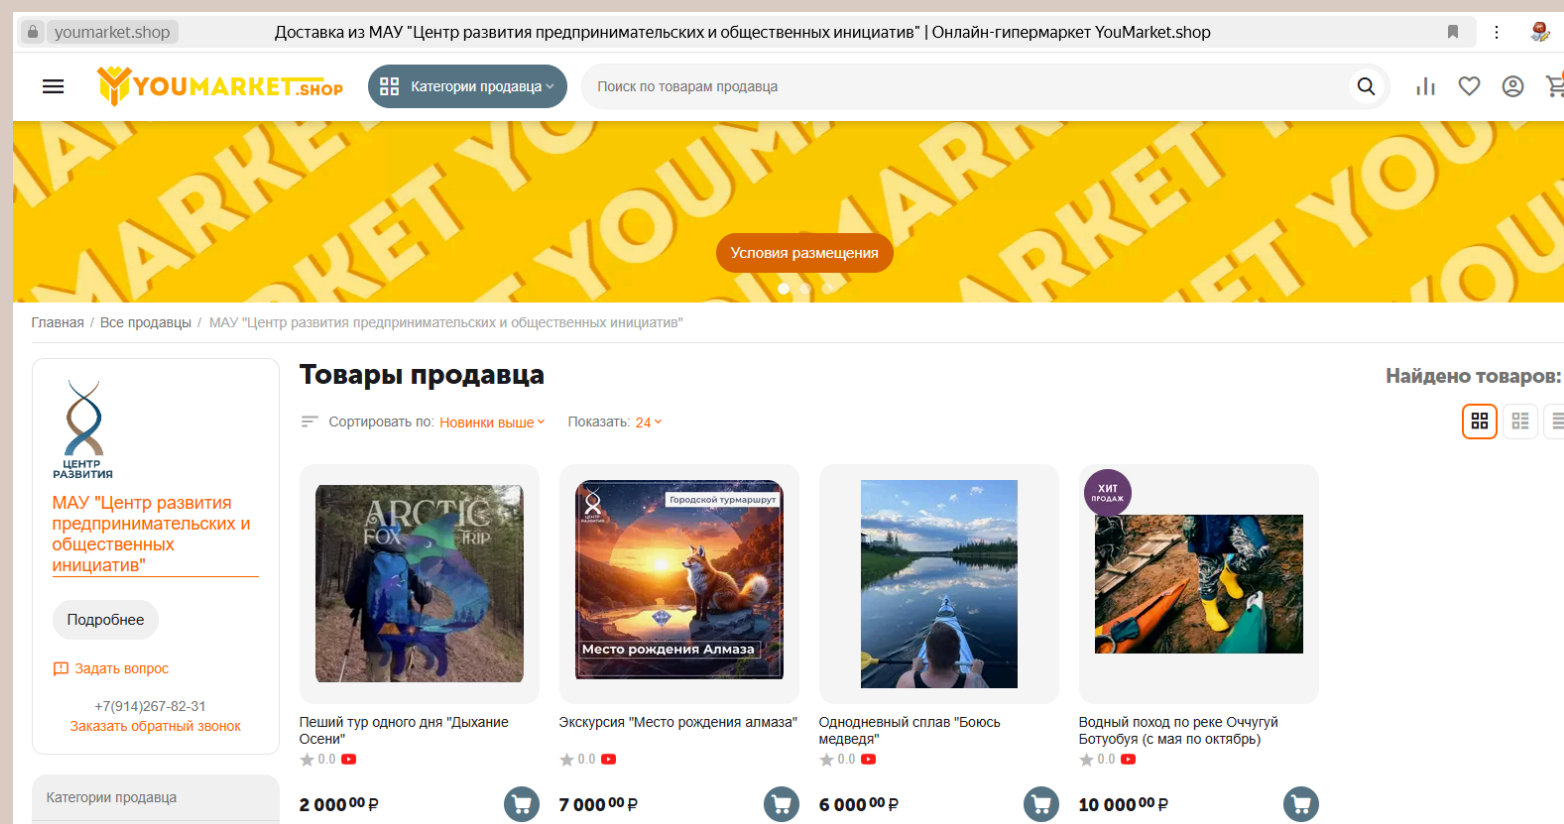 youmarket.shop
Доставка из МАУ "Центр развития предпринимательских и общественных инициатив" | Онлайн-гипермаркет YouMarket.shop
YOUMARKET.SHOP
Категории продавца
Поиск по товарам продавца
MARKET YOUMARKET YOU
Условия размещения
Главная / Все продавцы / МАУ "Центр развития предпринимательских и общественных инициатив"
ЦЕНТР
РАЗВИТИЯ
МАУ "Центр развития
предпринимательских и
общественных
инициатив"
Подробнее
Задать вопрос
+7(914)267-82-31
Заказать обратный звонок
Категории продавца
Товары продавца
Найдено товаров:
Сортировать по: Новинки выше
Показать: 24
ARCTIC
FOX TRIP
Пеший тур одного дня "Дыхание
Осени"
0.0
2 000 00 ₽
ЦЕНТР
РАЗВИТИЯ
Городской турмаршрут
Место рождения Алмаза
Экскурсия "Место рождения алмаза"
0.0
7 000 00 ₽
Однодневный сплав "Боюсь
медведя"
0.0
6 000 00 ₽
ХИТ
ПРОДАЖ
Водный поход по реке Оччугуй
Ботуобуя (с мая по октябрь)
0.0
10 000 00 ₽